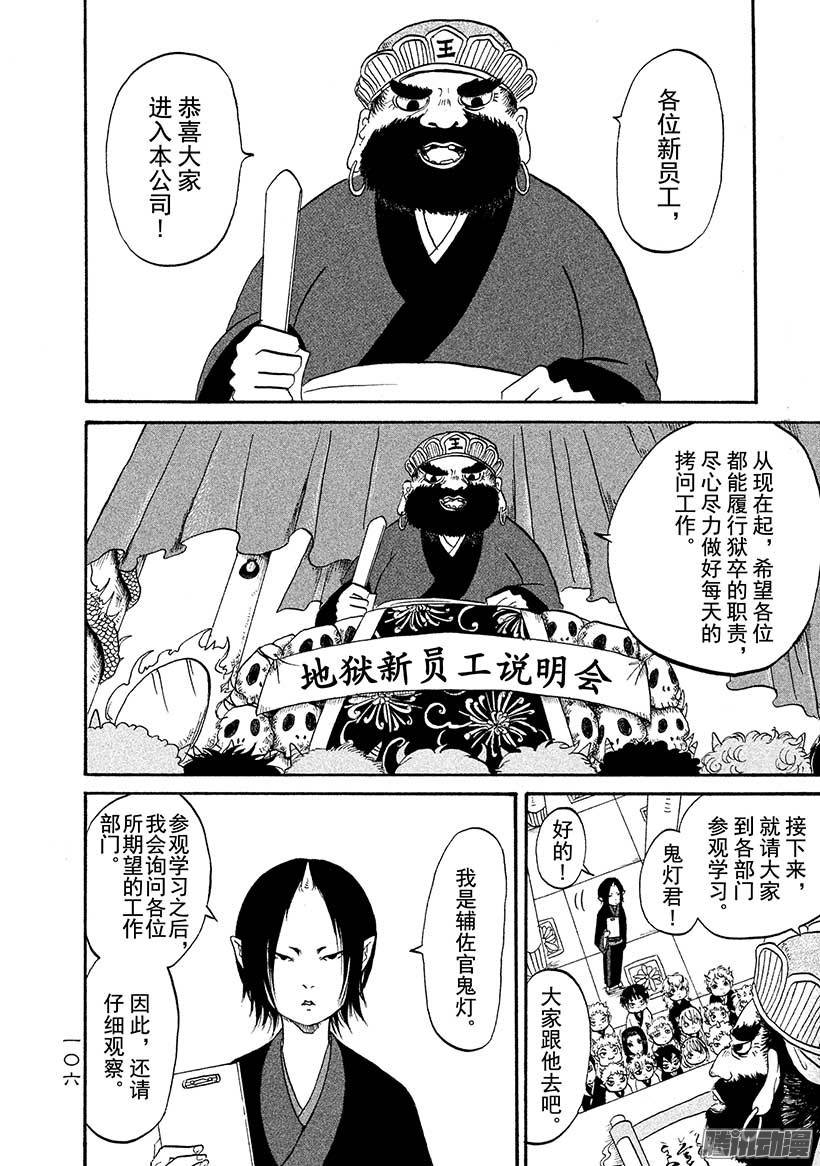 王
各位新员工，
恭喜大家
进入本公司！
从现在起，希望各位
都能履行狱卒的职责，
尽心尽力做好每天的
拷问工作。
王
地狱新员工说明会
接下来，
就请大家
到各部门
参观学习。
鬼灯君！
好的！
大家跟他去吧。
我是辅佐官鬼灯。
参观学习之后，
我会询问各位
所期望的工作
部门。
因此，还请
仔细观察。
一〇六
腾讯动漫